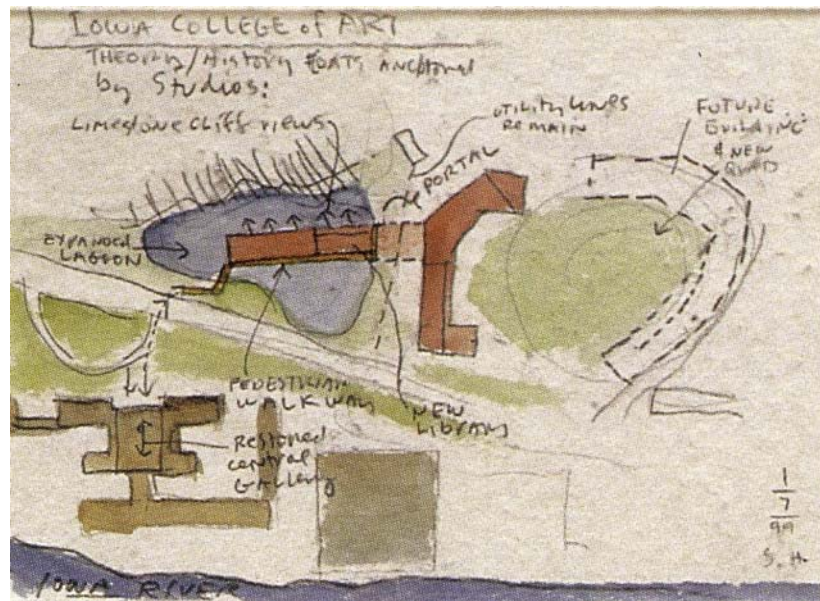 IOWA COLLEGE of ART
THEORY/HISTORY FLOATS ANCHORED
by Studios:
LIMESTONE CLIFF VIEWS
UTILITY LINES
REMAIN
FUTURE
BUILDING
& NEW
QUAD
PORTAL
EXPANDED
LAGOON
PEDESTRIAN
WALKWAY
NEW
LIBRARY
RESTORED
central
GALLERY
1
7
99
S. H.
IOWA RIVER